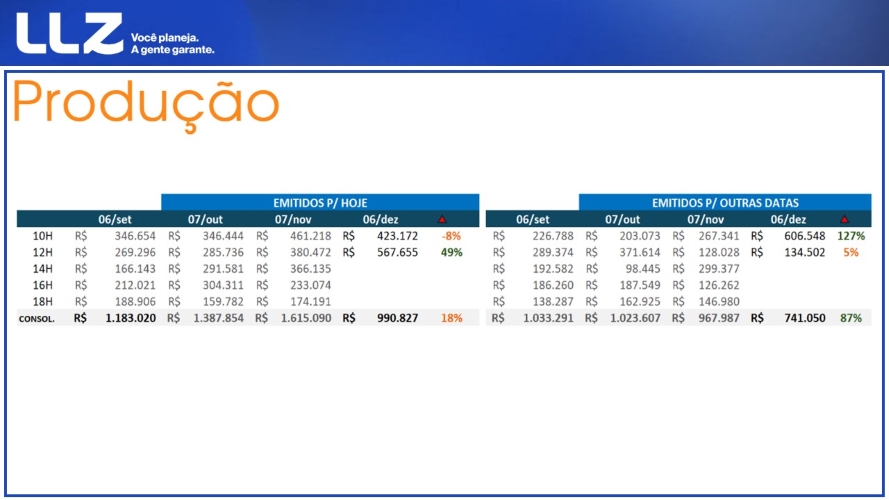 LLZ
Você planeja.
A gente garante.
Produção
EMITIDOS P/ HOJE EMITIDOS P/ OUTRAS DATAS
06/set 07/out 07/nov 06/dez 06/set 07/out 07/nov 06/dez
10H R$ 346.654 R$ 346.444 R$ 461.218 R$ 423.172 -8% R$ 226.788 R$ 203.073 R$ 267.341 R$ 606.548 127%
12H R$ 269.296 R$ 285.736 R$ 380.472 R$ 567.655 49% R$ 289.374 R$ 371.614 R$ 128.028 R$ 134.502 5%
14H R$ 166.143 R$ 291.581 R$ 366.135 R$ 192.582 R$ 98.445 R$ 299.377
16H R$ 212.021 R$ 304.311 R$ 233.074 R$ 186.260 R$ 187.549 R$ 126.262
18H R$ 188.906 R$ 159.782 R$ 174.191 R$ 138.287 R$ 162.925 R$ 146.980
CONSOL. R$ 1.183.020 R$ 1.387.854 R$ 1.615.090 R$ 990.827 18% R$ 1.033.291 R$ 1.023.607 R$ 967.987 R$ 741.050 87%